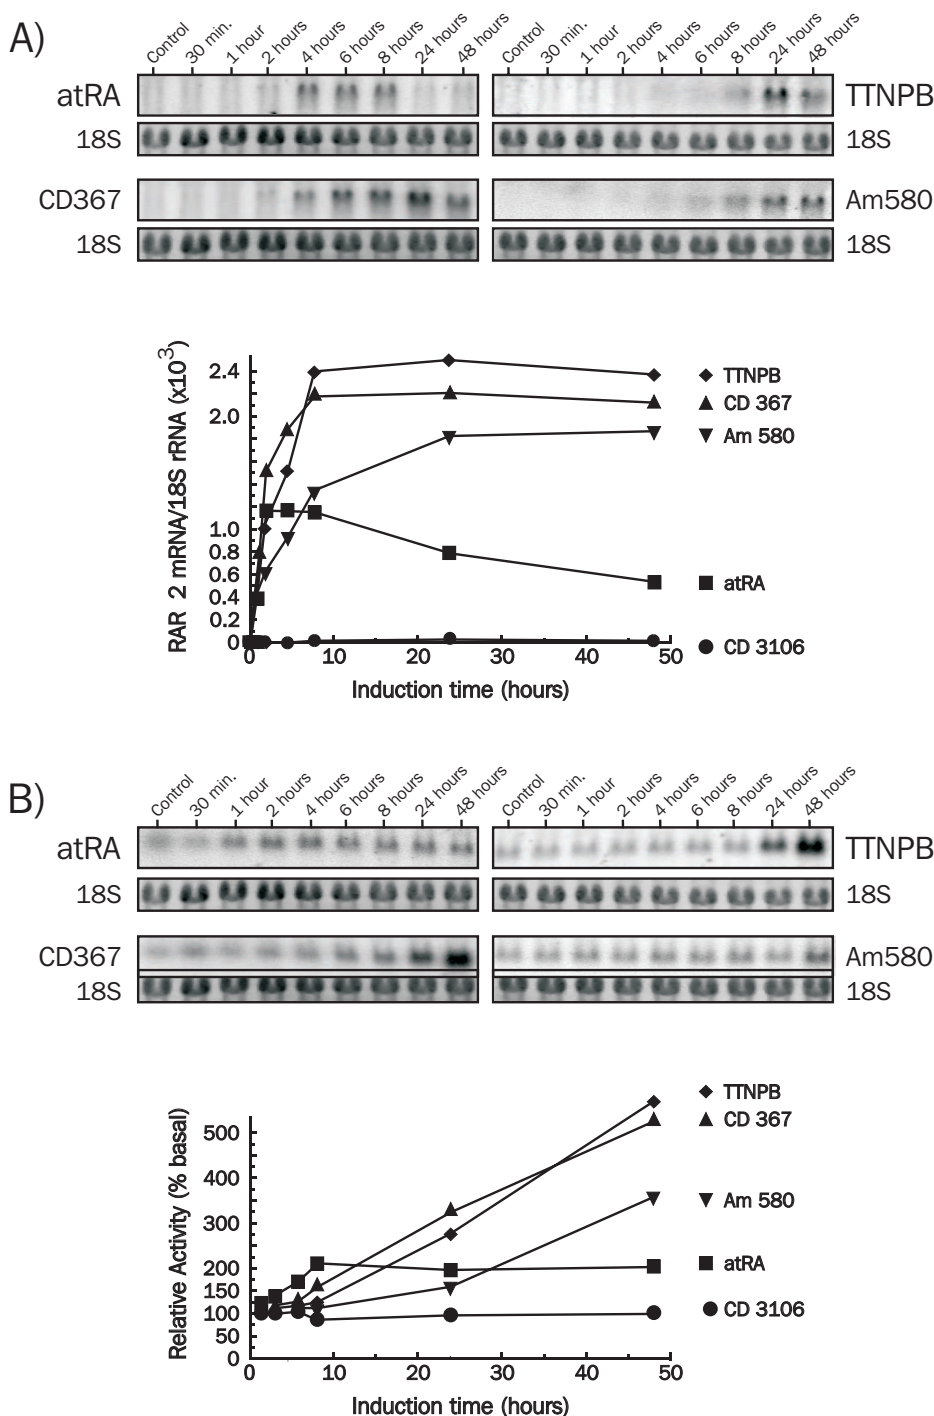 A)
Control 30 min. 1 hour 2 hours 4 hours 6 hours 8 hours 24 hours 48 hours Control 30 min. 1 hour 2 hours 4 hours 6 hours 8 hours 24 hours 48 hours
atRA TTNPB
18S 18S
CD367 Am580
18S 18S
RAR 2 mRNA/18S rRNA (x10³)
2.4
2.0
1.0
0.8
0.6
0.4
0.2
0
TTNPB
CD 367
Am 580
atRA
CD 3106
0 10 20 30 40 50
Induction time (hours)
B)
Control 30 min. 1 hour 2 hours 4 hours 6 hours 8 hours 24 hours 48 hours Control 30 min. 1 hour 2 hours 4 hours 6 hours 8 hours 24 hours 48 hours
atRA TTNPB
18S 18S
CD367 Am580
18S 18S
Relative Activity (% basal)
500
400
300
200
150
100
50
0
TTNPB
CD 367
Am 580
atRA
CD 3106
0 10 20 30 40 50
Induction time (hours)